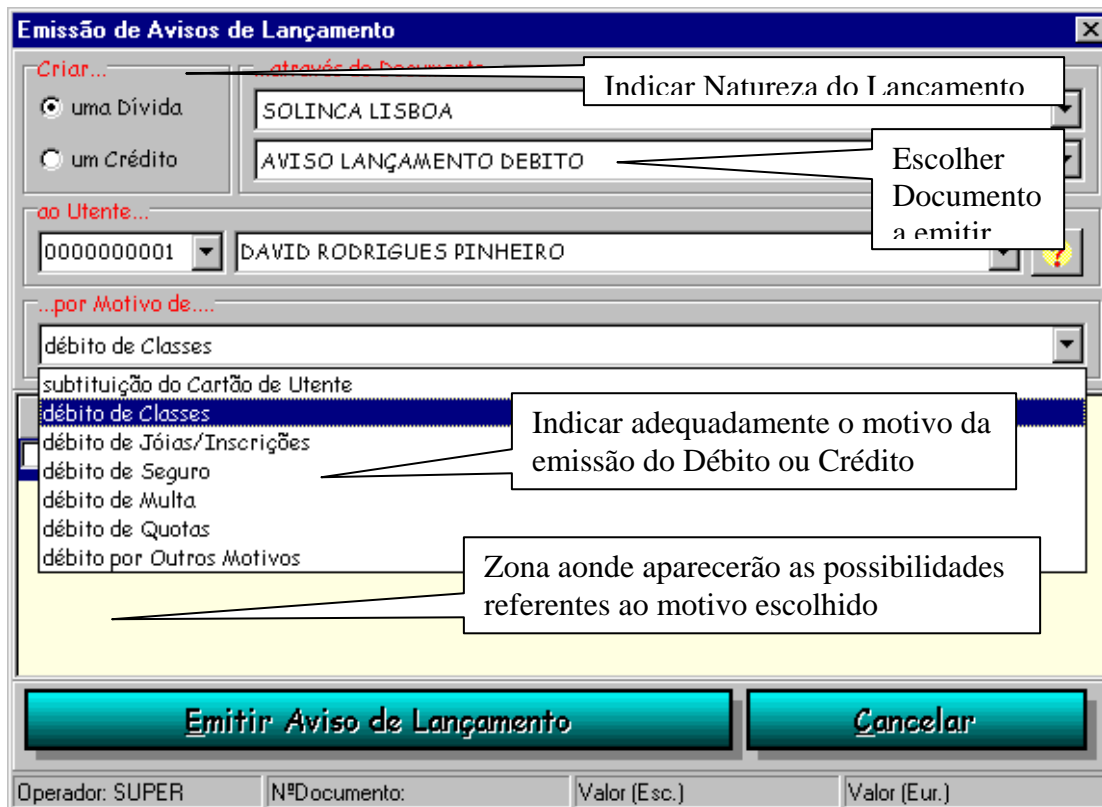 Emissão de Avisos de Lançamento
Criar...
...através do Documento...
Indicar Natureza do Lançamento
uma Dívida
SOLINCA LISBOA
um Crédito
AVISO LANÇAMENTO DEBITO
Escolher
Documento
a emitir
ao Utente...
0000000001
DAVID RODRIGUES PINHEIRO
?
...por Motivo de....
débito de Classes
subtituição do Cartão de Utente
débito de Classes
débito de Jóias/Inscrições
débito de Seguro
débito de Multa
débito de Quotas
débito por Outros Motivos
Indicar adequadamente o motivo da
emissão do Débito ou Crédito
Zona aonde aparecerão as possibilidades
referentes ao motivo escolhido
Emitir Aviso de Lançamento
Cancelar
Operador: SUPER
NºDocumento:
Valor (Esc.)
Valor (Eur.)